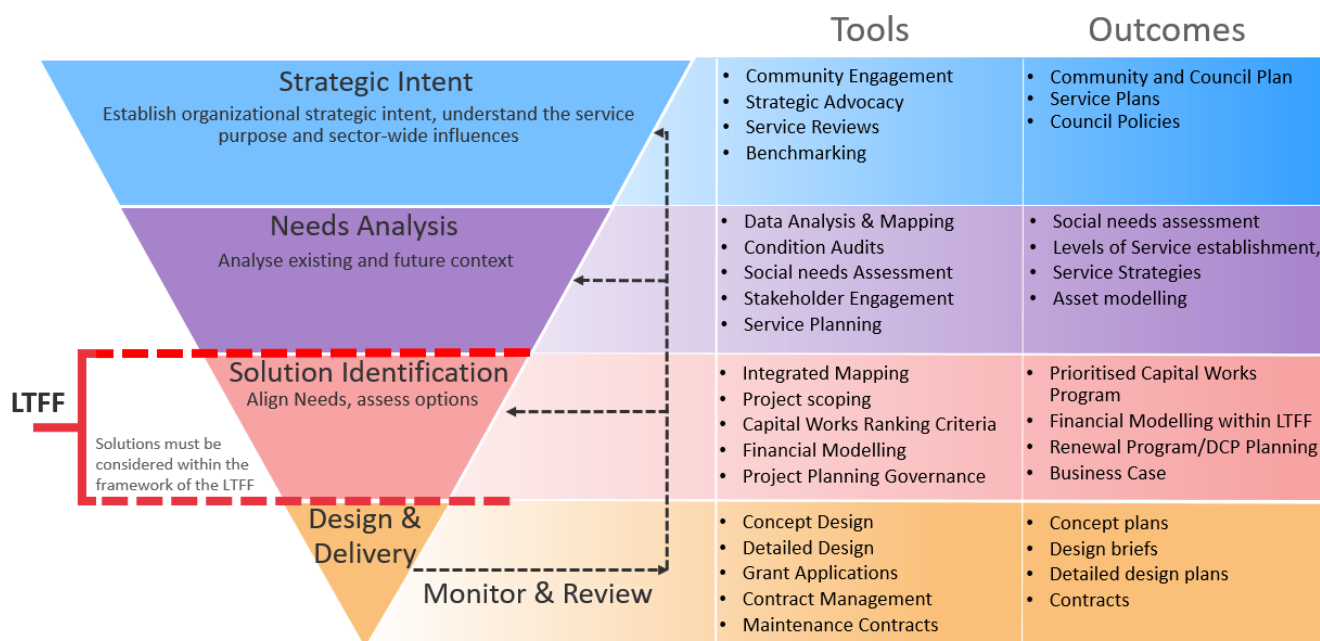 Tools
Outcomes
Strategic Intent
Establish organizational strategic intent, understand the service
purpose and sector-wide influences
• Community Engagement
• Strategic Advocacy
• Service Reviews
• Benchmarking
• Community and Council Plan
• Service Plans
• Council Policies
Needs Analysis
Analyse existing and future context
• Data Analysis & Mapping
• Condition Audits
• Social needs Assessment
• Stakeholder Engagement
• Service Planning
• Social needs assessment
• Levels of Service establishment,
• Service Strategies
• Asset modelling
LTFF
Solutions must be
considered within the
framework of the LTFF
Solution Identification
Align Needs, assess options
• Integrated Mapping
• Project scoping
• Capital Works Ranking Criteria
• Financial Modelling
• Project Planning Governance
• Prioritised Capital Works
Program
• Financial Modelling within LTFF
• Renewal Program/DCP Planning
• Business Case
Design &
Delivery
Monitor & Review
• Concept Design
• Detailed Design
• Grant Applications
• Contract Management
• Maintenance Contracts
• Concept plans
• Design briefs
• Detailed design plans
• Contracts